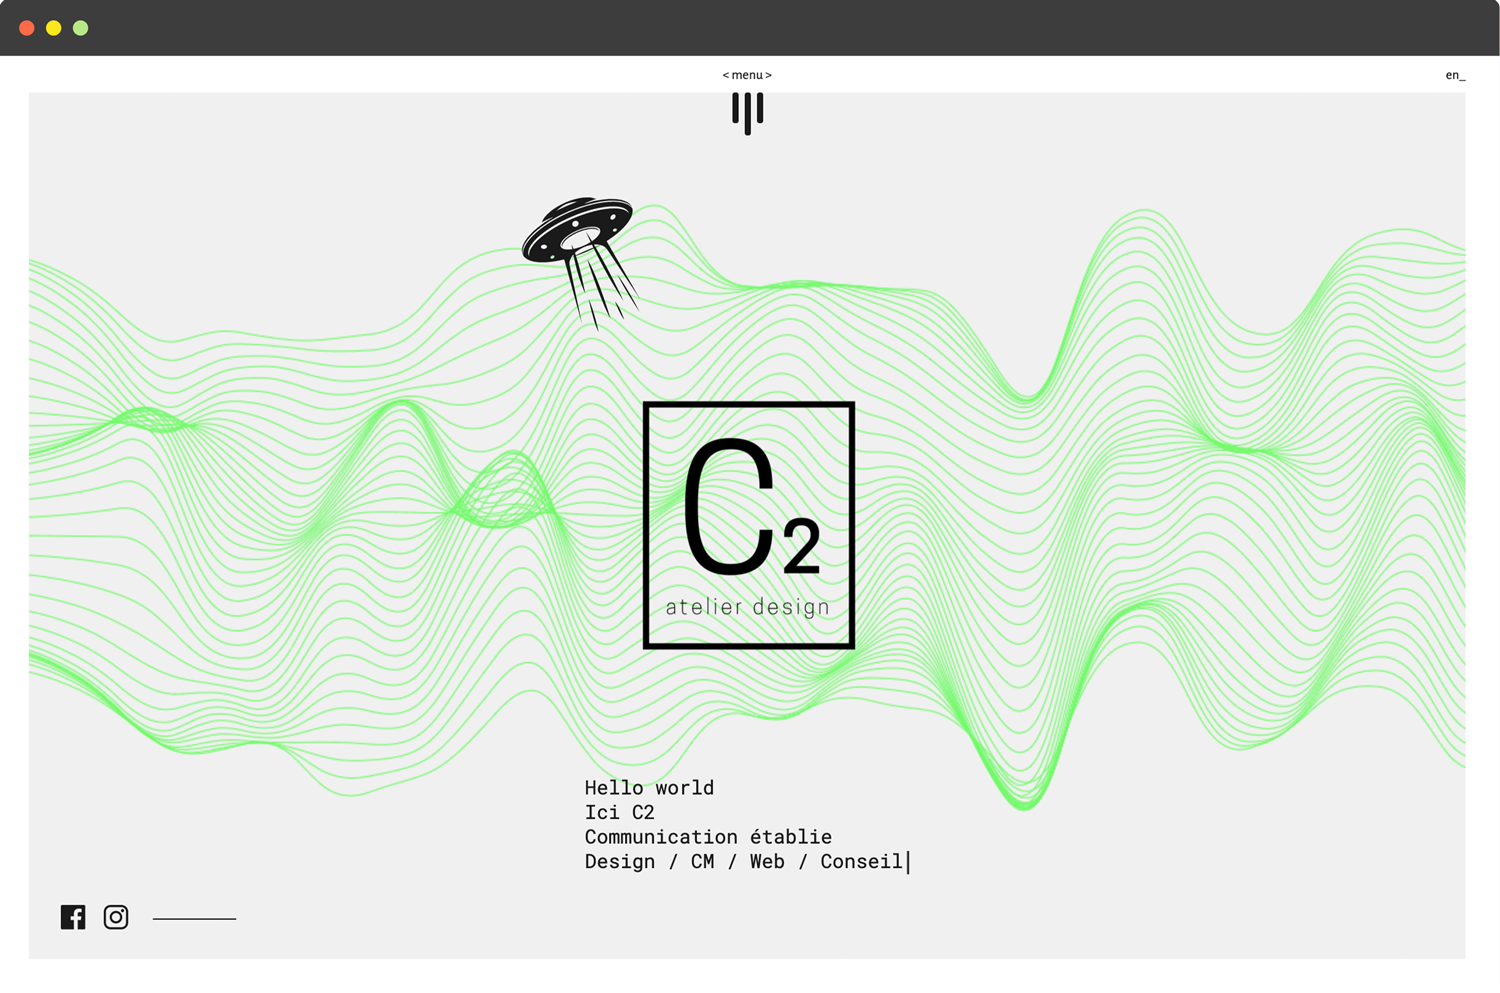 <menu>
en_
C2
atelier design
Hello world
Ici C2
Communication établie
Design / CM / Web / Conseil|